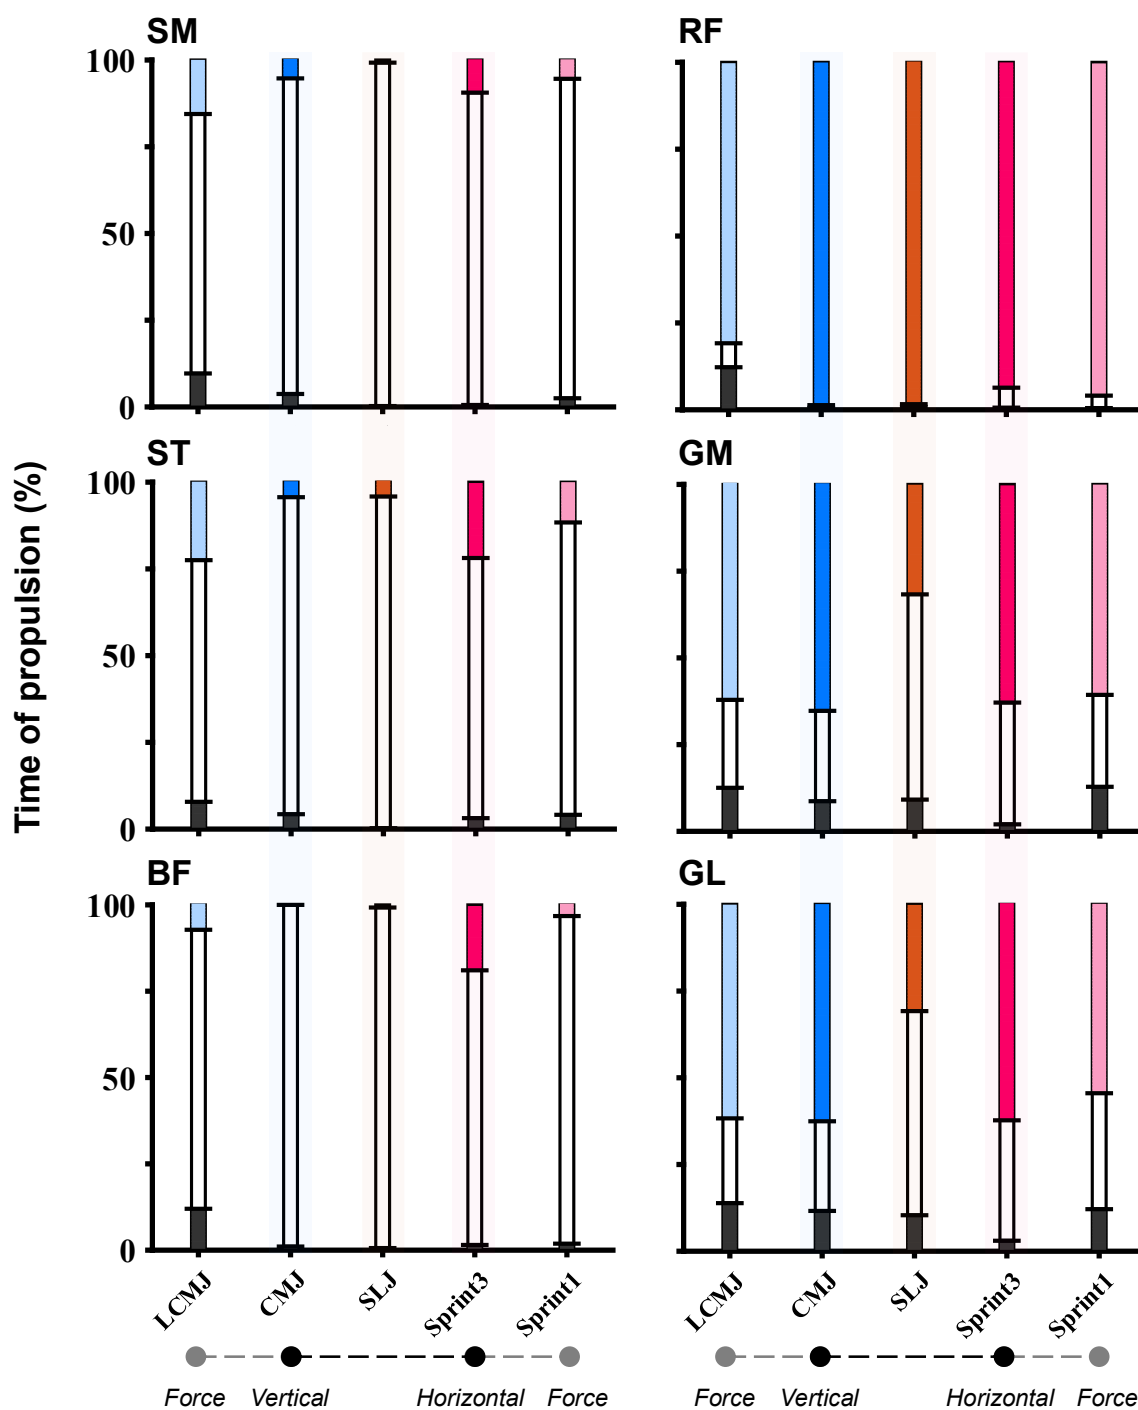 SM
RF
100
50
0
ST
GM
100
50
0
Time of propulsion (%)
BF
GL
100
50
0
LCMJ CMJ SLJ Sprint3 Sprint1
LCMJ CMJ SLJ Sprint3 Sprint1
Force Vertical Horizontal Force
Force Vertical Horizontal Force